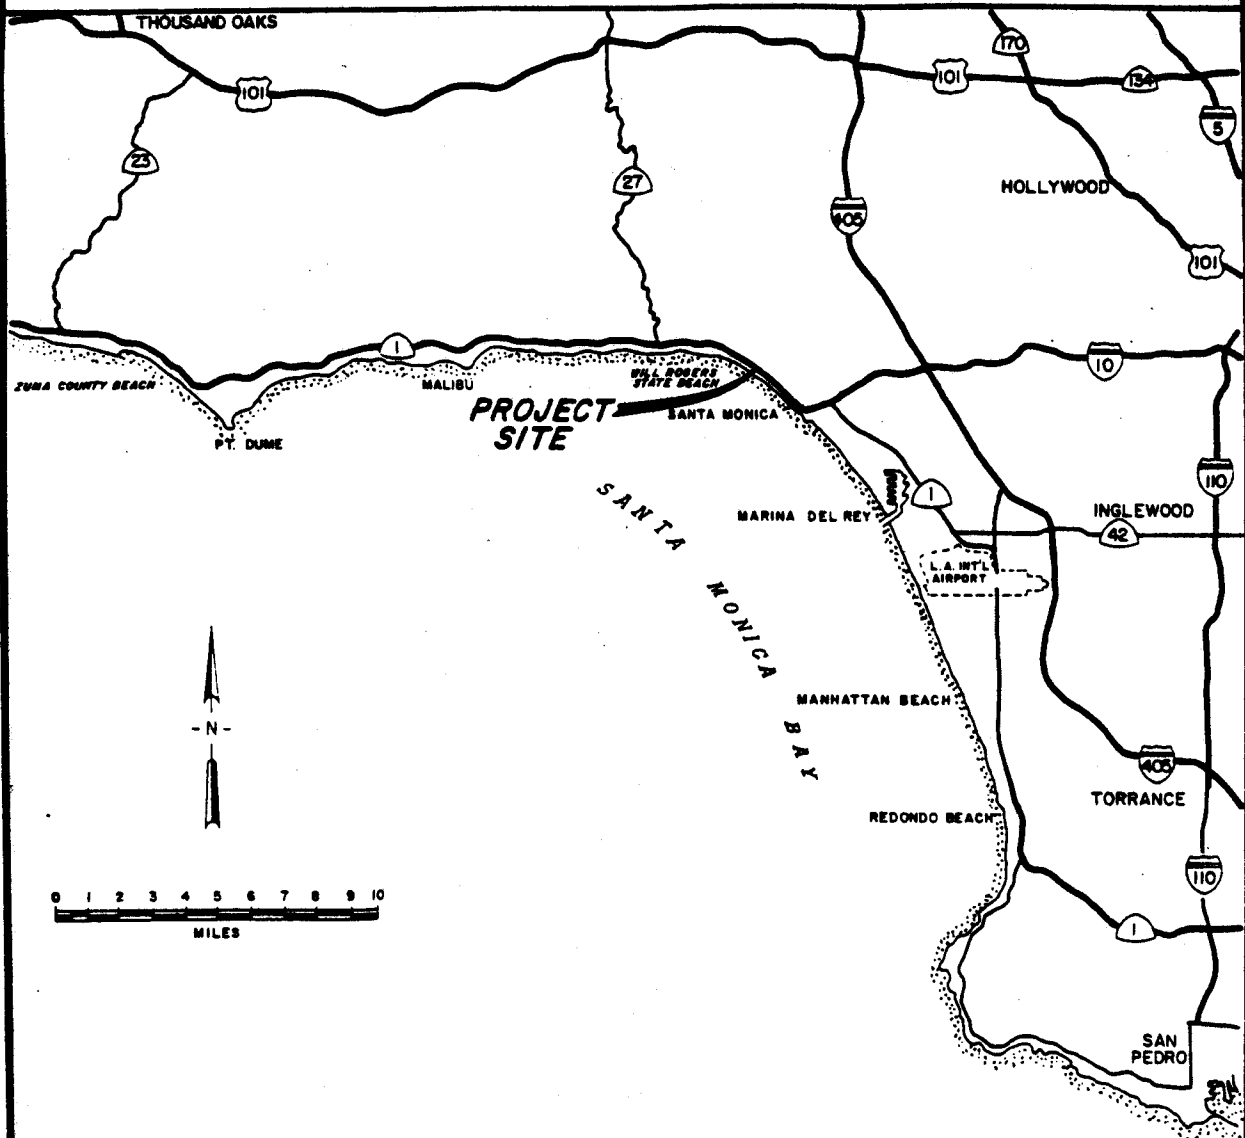 THOUSAND OAKS
170
101
101
134
5
23
27
HOLLYWOOD
405
101
1
10
ZUMA COUNTY BEACH
MALIBU
WILL ROGERS
STATE BEACH
PROJECT
SITE
SANTA MONICA
PT. DUME
110
SANTA MONICA BAY
1
MARINA DEL REY
INGLEWOOD
42
L.A. INT'L
AIRPORT
MANHATTAN BEACH
-N-
405
TORRANCE
REDONDO BEACH
110
0 1 2 3 4 5 6 7 8 9 10
MILES
1
SAN
PEDRO